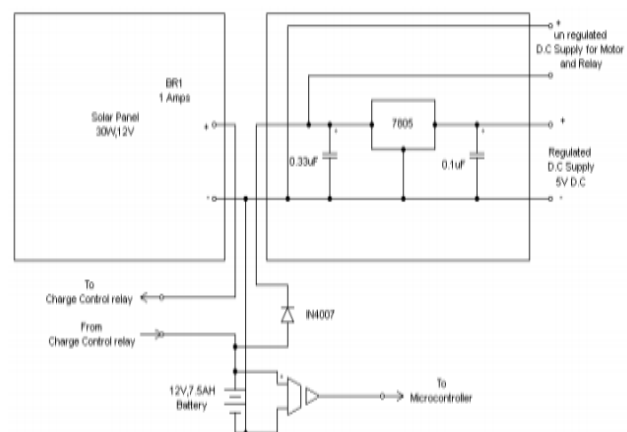 un regulated
D.C Supply for Motor
and Relay
BR1
1 Amps
Solar Panel
30W,12V
7805
0.33uF
0.1uF
Regulated
D.C Supply
5V D.C
To
Charge Control relay
From
Charge Control relay
IN4007
12V,7.5AH
Battery
To
Microcontroller